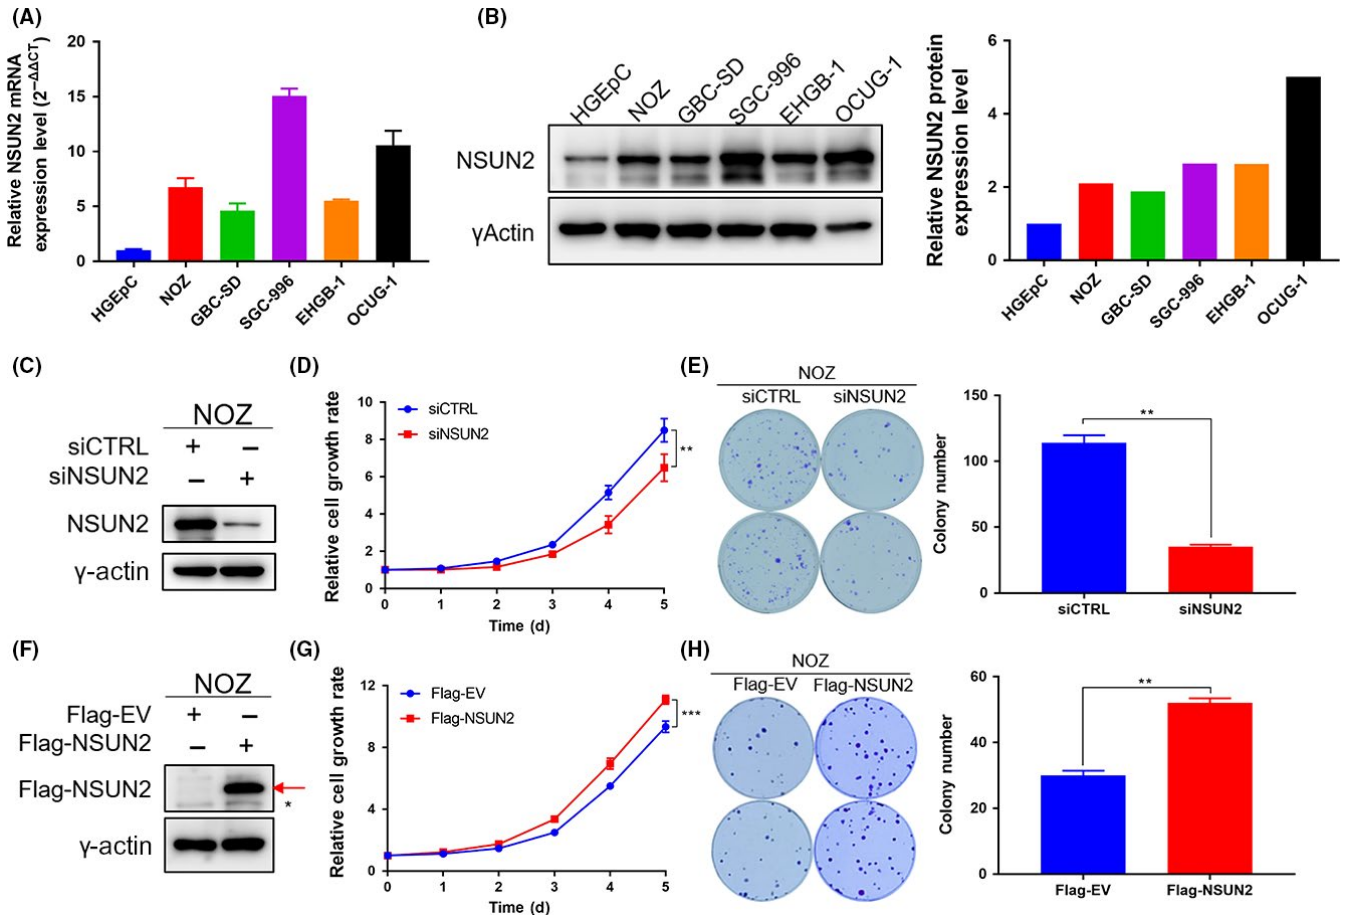 (A)
Relative NSUN2 mRNA
expression level (2⁻ΔΔCT)
20
15
10
5
0
HGEpC
NOZ
GBC-SD
SGC-996
EHGB-1
OCUG-1
(B)
HGEpC
NOZ
GBC-SD
SGC-996
EHGB-1
OCUG-1
NSUN2
γActin
Relative NSUN2 protein
expression level
6
4
2
0
HGEpC
NOZ
GBC-SD
SGC-996
EHGB-1
OCUG-1
(C)
NOZ
siCTRL + −
siNSUN2 − +
NSUN2
γ-actin
(D)
Relative cell growth rate
10
8
6
4
2
0
siCTRL
siNSUN2
**
0 1 2 3 4 5
Time (d)
(E)
NOZ
siCTRL siNSUN2
Colony number
150
100
50
0
**
siCTRL siNSUN2
(F)
NOZ
Flag-EV + −
Flag-NSUN2 − +
Flag-NSUN2
*
γ-actin
(G)
Relative cell growth rate
12
8
4
0
Flag-EV
Flag-NSUN2
***
0 1 2 3 4 5
Time (d)
(H)
NOZ
Flag-EV Flag-NSUN2
Colony number
60
40
20
0
**
Flag-EV Flag-NSUN2